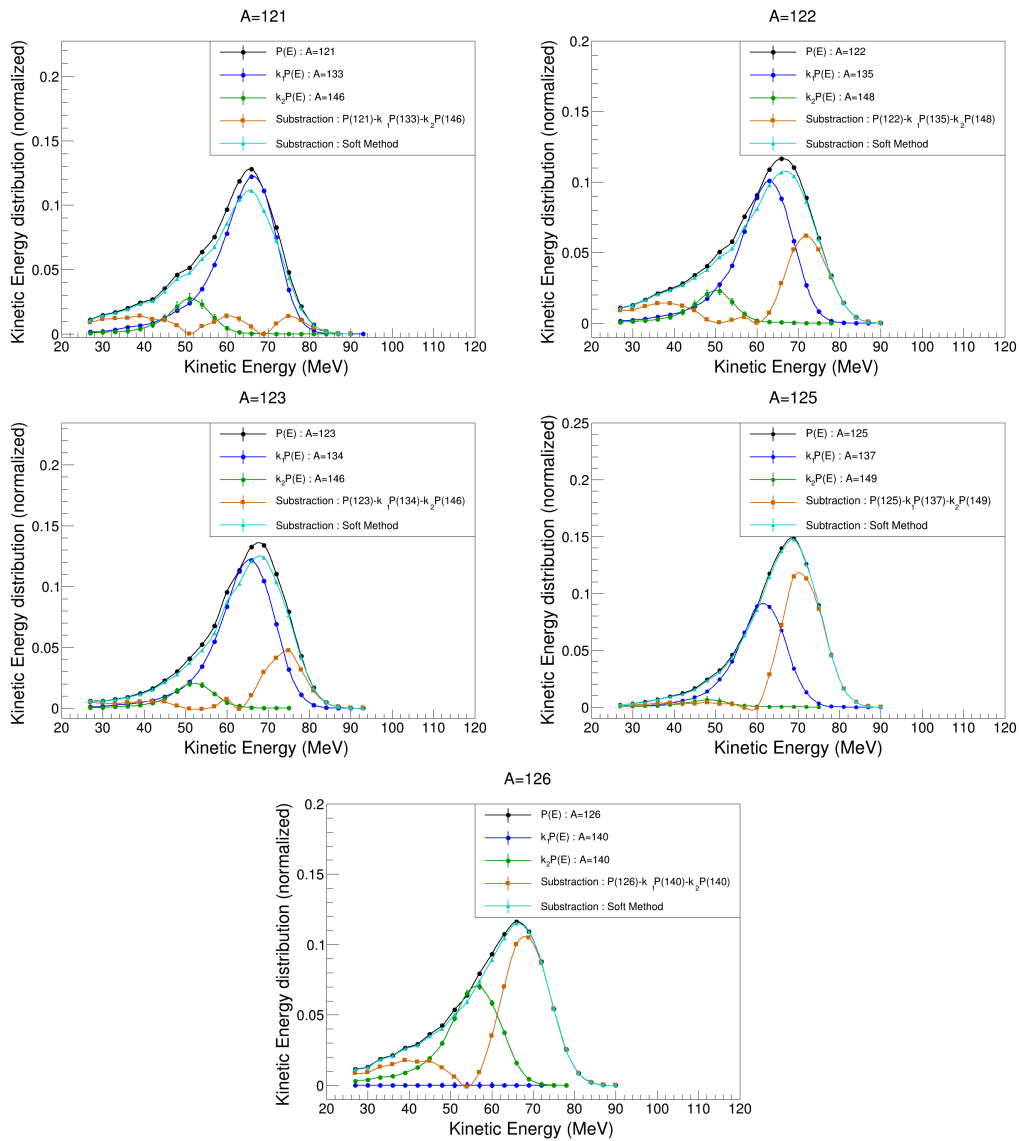 A=121
Kinetic Energy distribution (normalized)
P(E) : A=121
k1P(E) : A=133
k2P(E) : A=146
Substraction : P(121)-k1P(133)-k2P(146)
Substraction : Soft Method
0.2
0.15
0.1
0.05
0
20 30 40 50 60 70 80 90 100 110 120
Kinetic Energy (MeV)
A=122
Kinetic Energy distribution (normalized)
P(E) : A=122
k1P(E) : A=135
k2P(E) : A=148
Substraction : P(122)-k1P(135)-k2P(148)
Substraction : Soft Method
0.2
0.15
0.1
0.05
0
20 30 40 50 60 70 80 90 100 110 120
Kinetic Energy (MeV)
A=123
Kinetic Energy distribution (normalized)
P(E) : A=123
k1P(E) : A=134
k2P(E) : A=146
Substraction : P(123)-k1P(134)-k2P(146)
Substraction : Soft Method
0.2
0.15
0.1
0.05
0
20 30 40 50 60 70 80 90 100 110 120
Kinetic Energy (MeV)
A=125
Kinetic Energy distribution (normalized)
P(E) : A=125
k1P(E) : A=137
k2P(E) : A=149
Substraction : P(125)-k1P(137)-k2P(149)
Substraction : Soft Method
0.25
0.2
0.15
0.1
0.05
0
20 30 40 50 60 70 80 90 100 110 120
Kinetic Energy (MeV)
A=126
Kinetic Energy distribution (normalized)
P(E) : A=126
k1P(E) : A=140
k2P(E) : A=140
Substraction : P(126)-k1P(140)-k2P(140)
Substraction : Soft Method
0.2
0.15
0.1
0.05
0
20 30 40 50 60 70 80 90 100 110 120
Kinetic Energy (MeV)